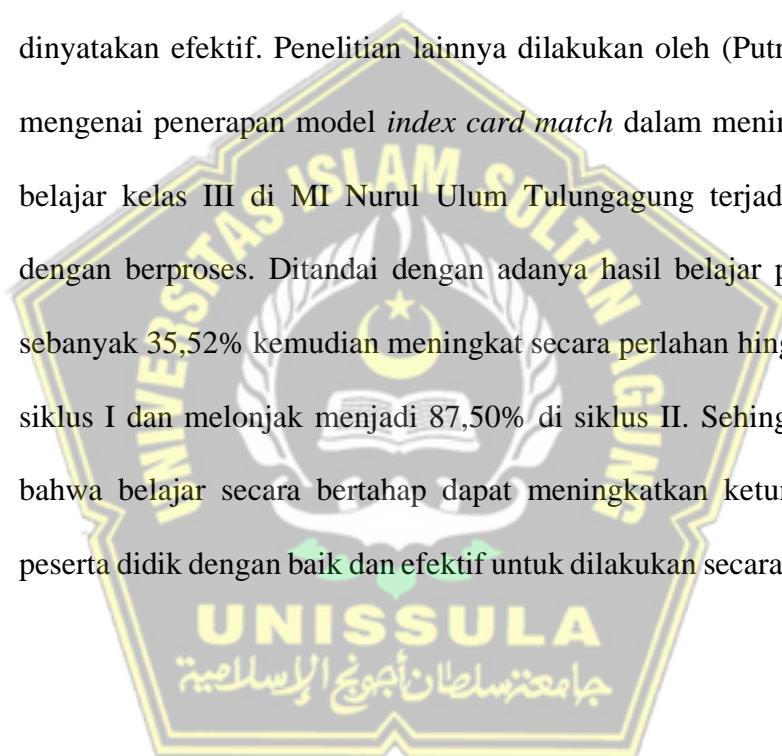 dinyatakan efektif. Penelitian lainnya dilakukan oleh (Putr
mengenai penerapan model index card match dalam menin
belajar kelas III di MI Nurul Ulum Tulungagung terjad
dengan berproses. Ditandai dengan adanya hasil belajar p
sebanyak 35,52% kemudian meningkat secara perlahan hing
siklus I dan melonjak menjadi 87,50% di siklus II. Sehing
bahwa belajar secara bertahap dapat meningkatkan ketu
peserta didik dengan baik dan efektif untuk dilakukan secara
UNIVERSITAS ISLAM SULTAN AGUNG
UNISSULA
جامعة سلطان أجونج الإسلامية